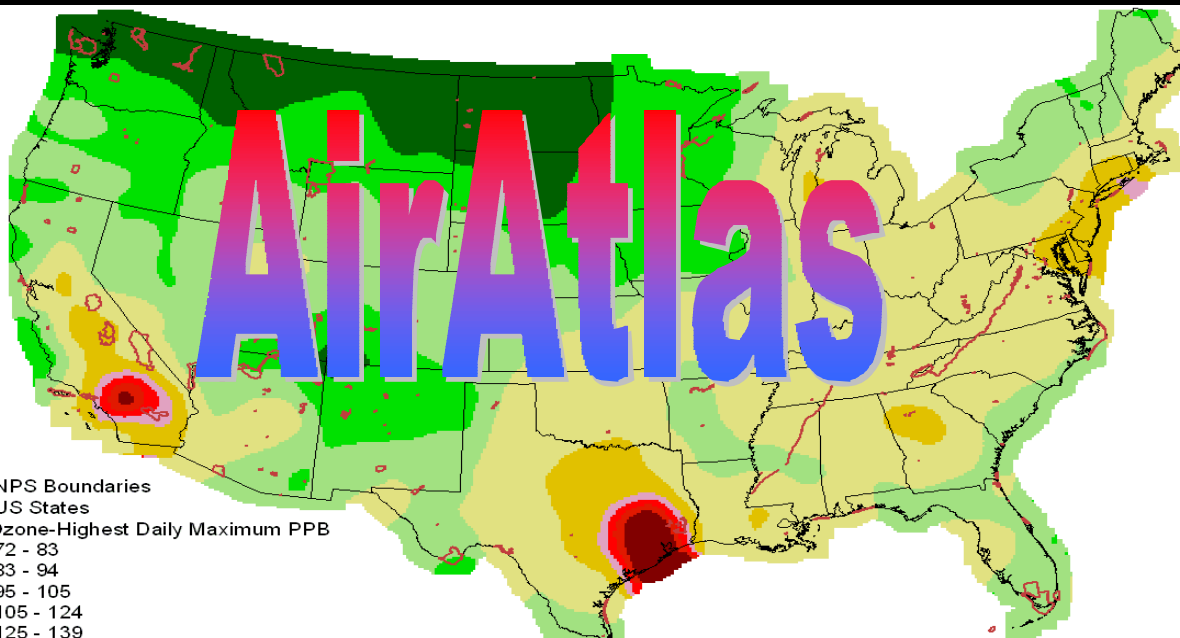 AirAtlas
NPS Boundaries
US States
Ozone-Highest Daily Maximum PPB
72 - 83
83 - 94
95 - 105
105 - 124
125 - 139